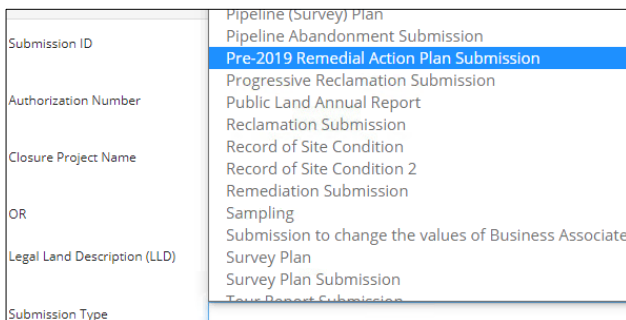 Submission ID
Authorization Number
Closure Project Name
OR
Legal Land Description (LLD)
Submission Type
Pipeline (Survey) Plan
Pipeline Abandonment Submission
Pre-2019 Remedial Action Plan Submission
Progressive Reclamation Submission
Public Land Annual Report
Reclamation Submission
Record of Site Condition
Record of Site Condition 2
Remediation Submission
Sampling
Submission to change the values of Business Associate
Survey Plan
Survey Plan Submission
Tour Report Submission